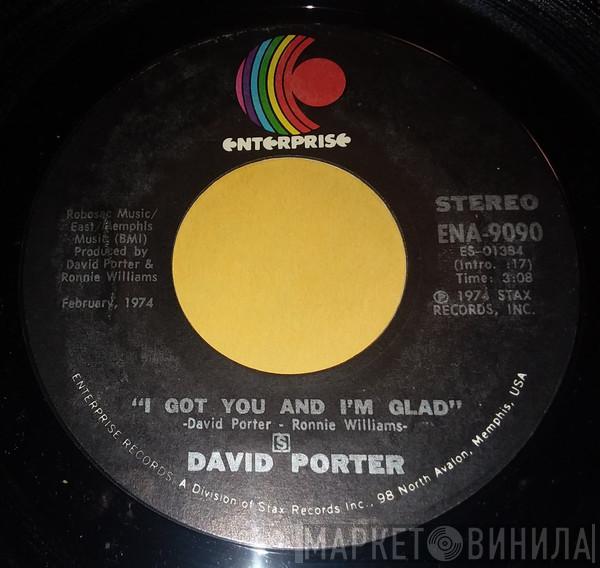 ENTERPRISE
Robosac Music/
East/Memphis
Music (BMI)
Produced by
David Porter &
Ronnie Williams
February, 1974
STEREO
ENA-9090
ES-01384
(Intro. :17)
Time: 3:08
℗ 1974 STAX
RECORDS, INC.
"I GOT YOU AND I'M GLAD"
-David Porter - Ronnie Williams-
S
DAVID PORTER
ENTERPRISE RECORDS, A Division of Stax Records Inc., 98 North Avalon, Memphis, USA
МАРКЕТ ВИНИЛА